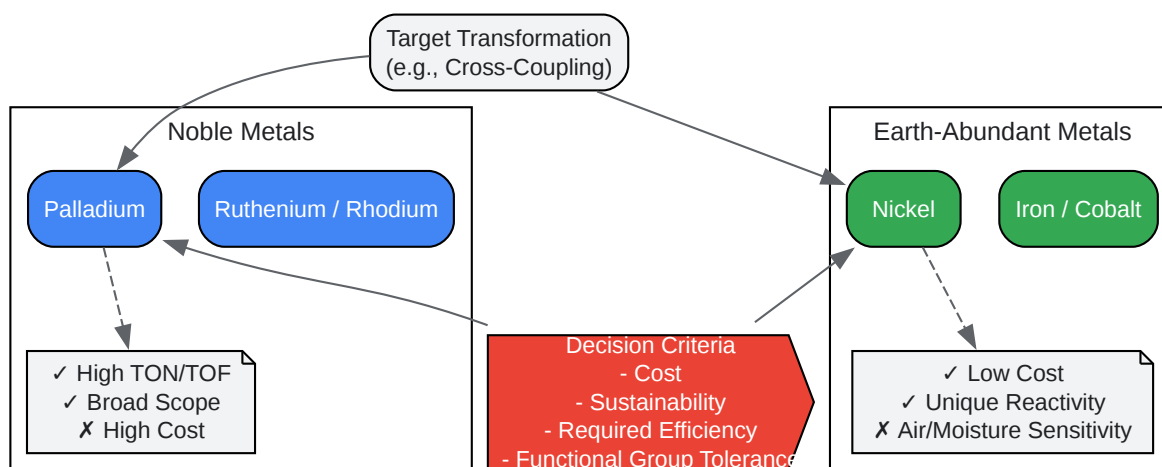 Target Transformation
(e.g., Cross-Coupling)
Noble Metals
Palladium
Ruthenium / Rhodium
✓ High TON/TOF
✓ Broad Scope
✗ High Cost
Decision Criteria
- Cost
- Sustainability
- Required Efficiency
- Functional Group Tolerance
Earth-Abundant Metals
Nickel
Iron / Cobalt
✓ Low Cost
✓ Unique Reactivity
✗ Air/Moisture Sensitivity